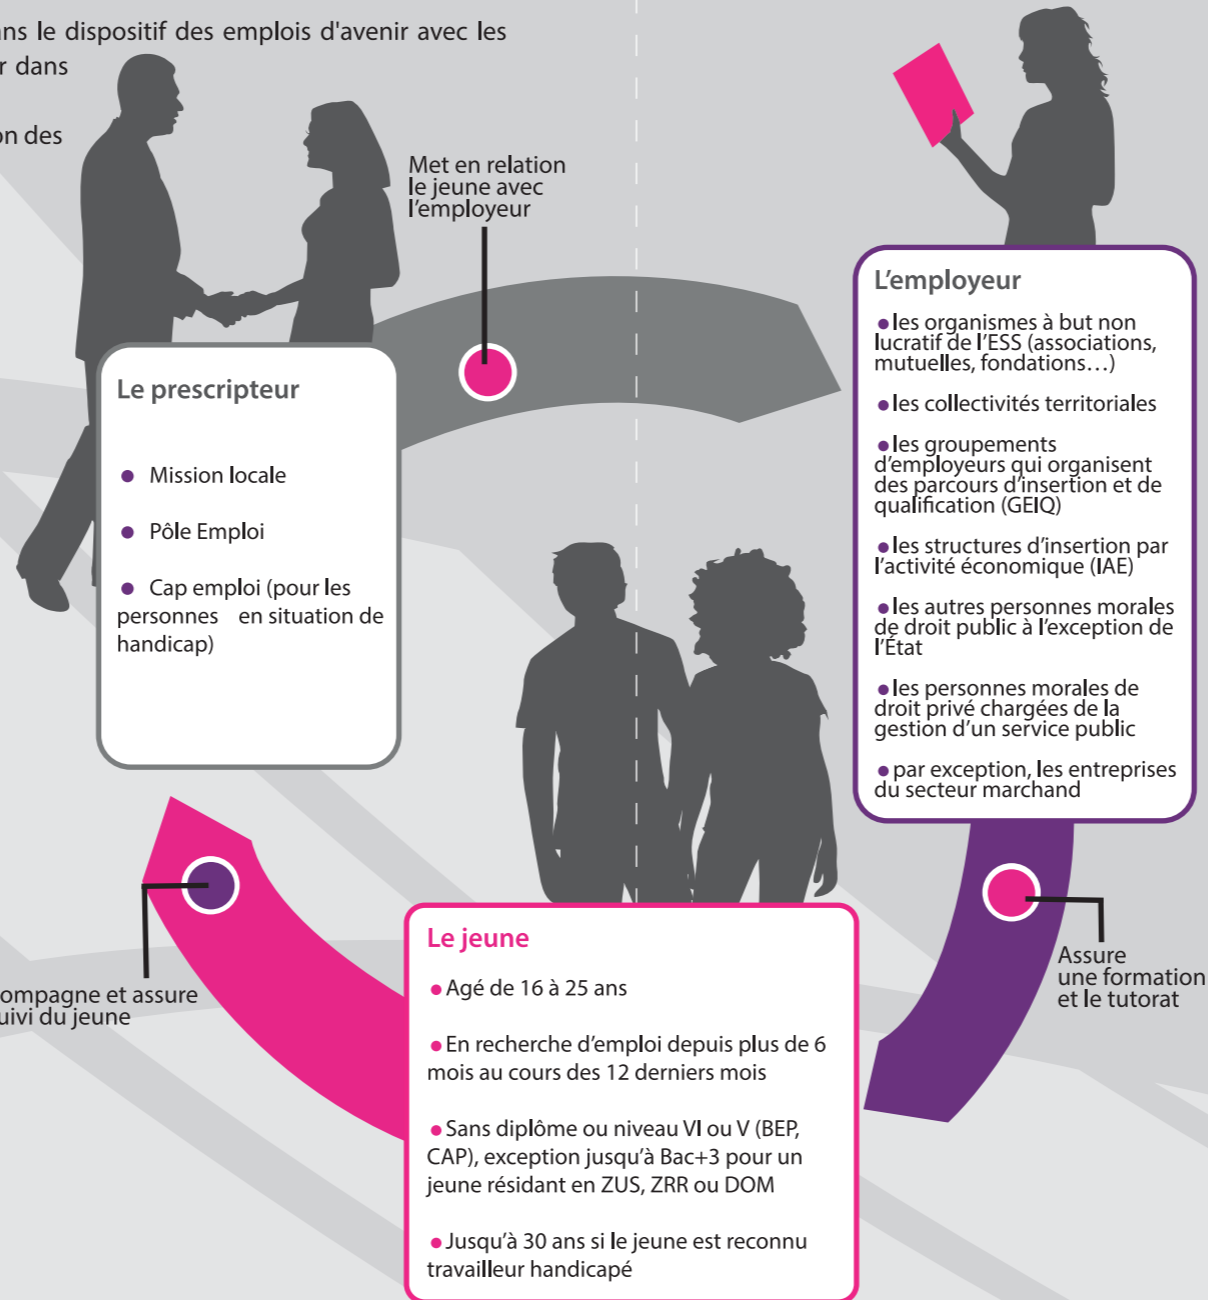 ans le dispositif des emplois d'avenir avec les
r dans
on des
Met en relation
le jeune avec
l'employeur
Le prescripteur
● Mission locale
● Pôle Emploi
● Cap emploi (pour les
personnes en situation de
handicap)
L'employeur
● les organismes à but non
lucratif de l'ESS (associations,
mutuelles, fondations…)
● les collectivités territoriales
● les groupements
d'employeurs qui organisent
des parcours d'insertion et de
qualification (GEIQ)
● les structures d'insertion par
l'activité économique (IAE)
● les autres personnes morales
de droit public à l'exception de
l'État
● les personnes morales de
droit privé chargées de la
gestion d'un service public
● par exception, les entreprises
du secteur marchand
Le jeune
● Agé de 16 à 25 ans
● En recherche d'emploi depuis plus de 6
mois au cours des 12 derniers mois
● Sans diplôme ou niveau VI ou V (BEP,
CAP), exception jusqu'à Bac+3 pour un
jeune résidant en ZUS, ZRR ou DOM
● Jusqu'à 30 ans si le jeune est reconnu
travailleur handicapé
ompagne et assure
uivi du jeune
Assure
une formation
et le tutorat